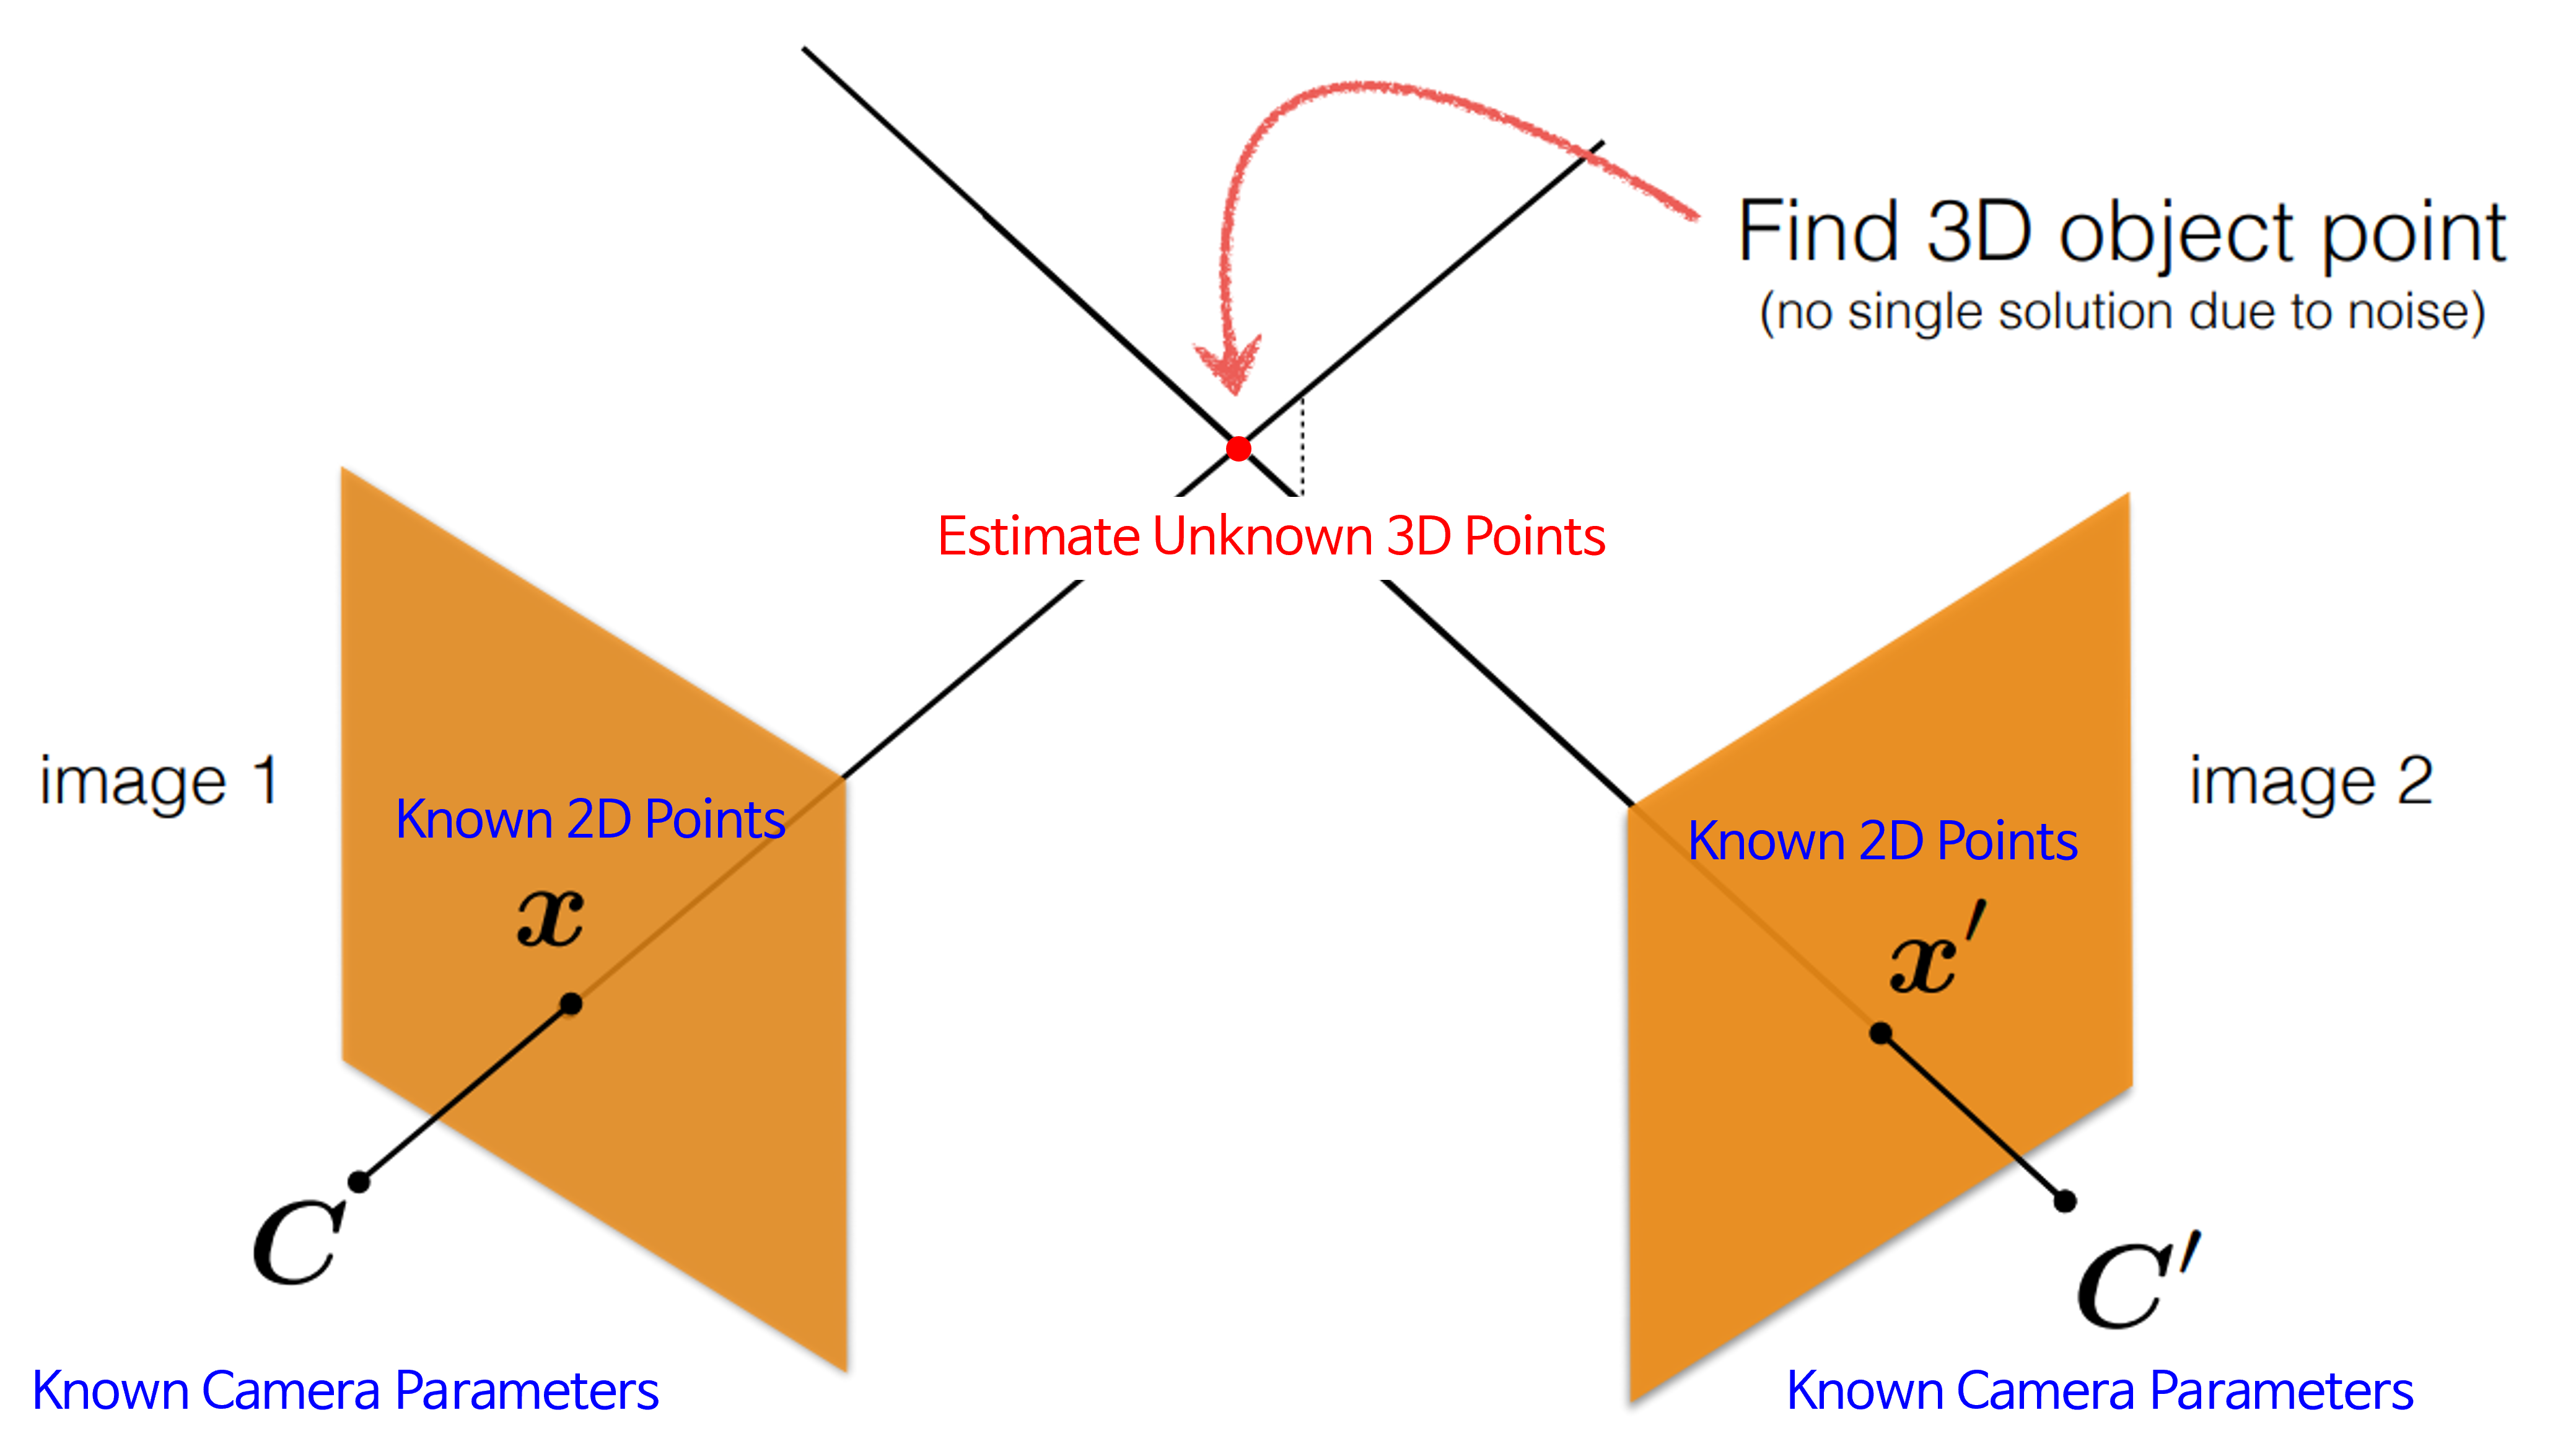 Find 3D object point
(no single solution due to noise)
Estimate Unknown 3D Points
image 1
Known 2D Points
x
C
Known Camera Parameters
image 2
Known 2D Points
x′
C′
Known Camera Parameters